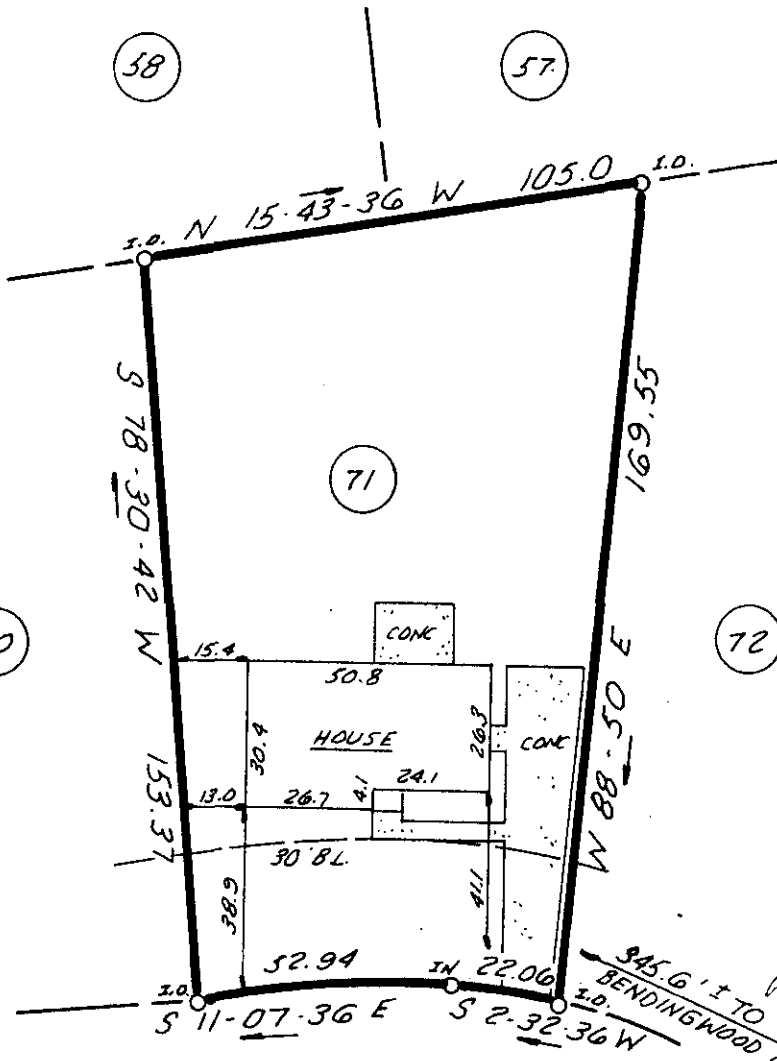 58
57
I.O.
N 15-43-36 W 105.0
I.O.
S 78-30-42 W
153.37
169.55
N 88-50 E
71
72
CONC
15.4
50.8
30.4
HOUSE
26.3
CONC
13.0
26.7
4.1
24.1
30' BL
38.9
41.1
52.94
IN
22.06
I.O.
I.O.
S 11-07-36 E
S 2-32-36 W
345.6' ± TO
BENDINGWOOD